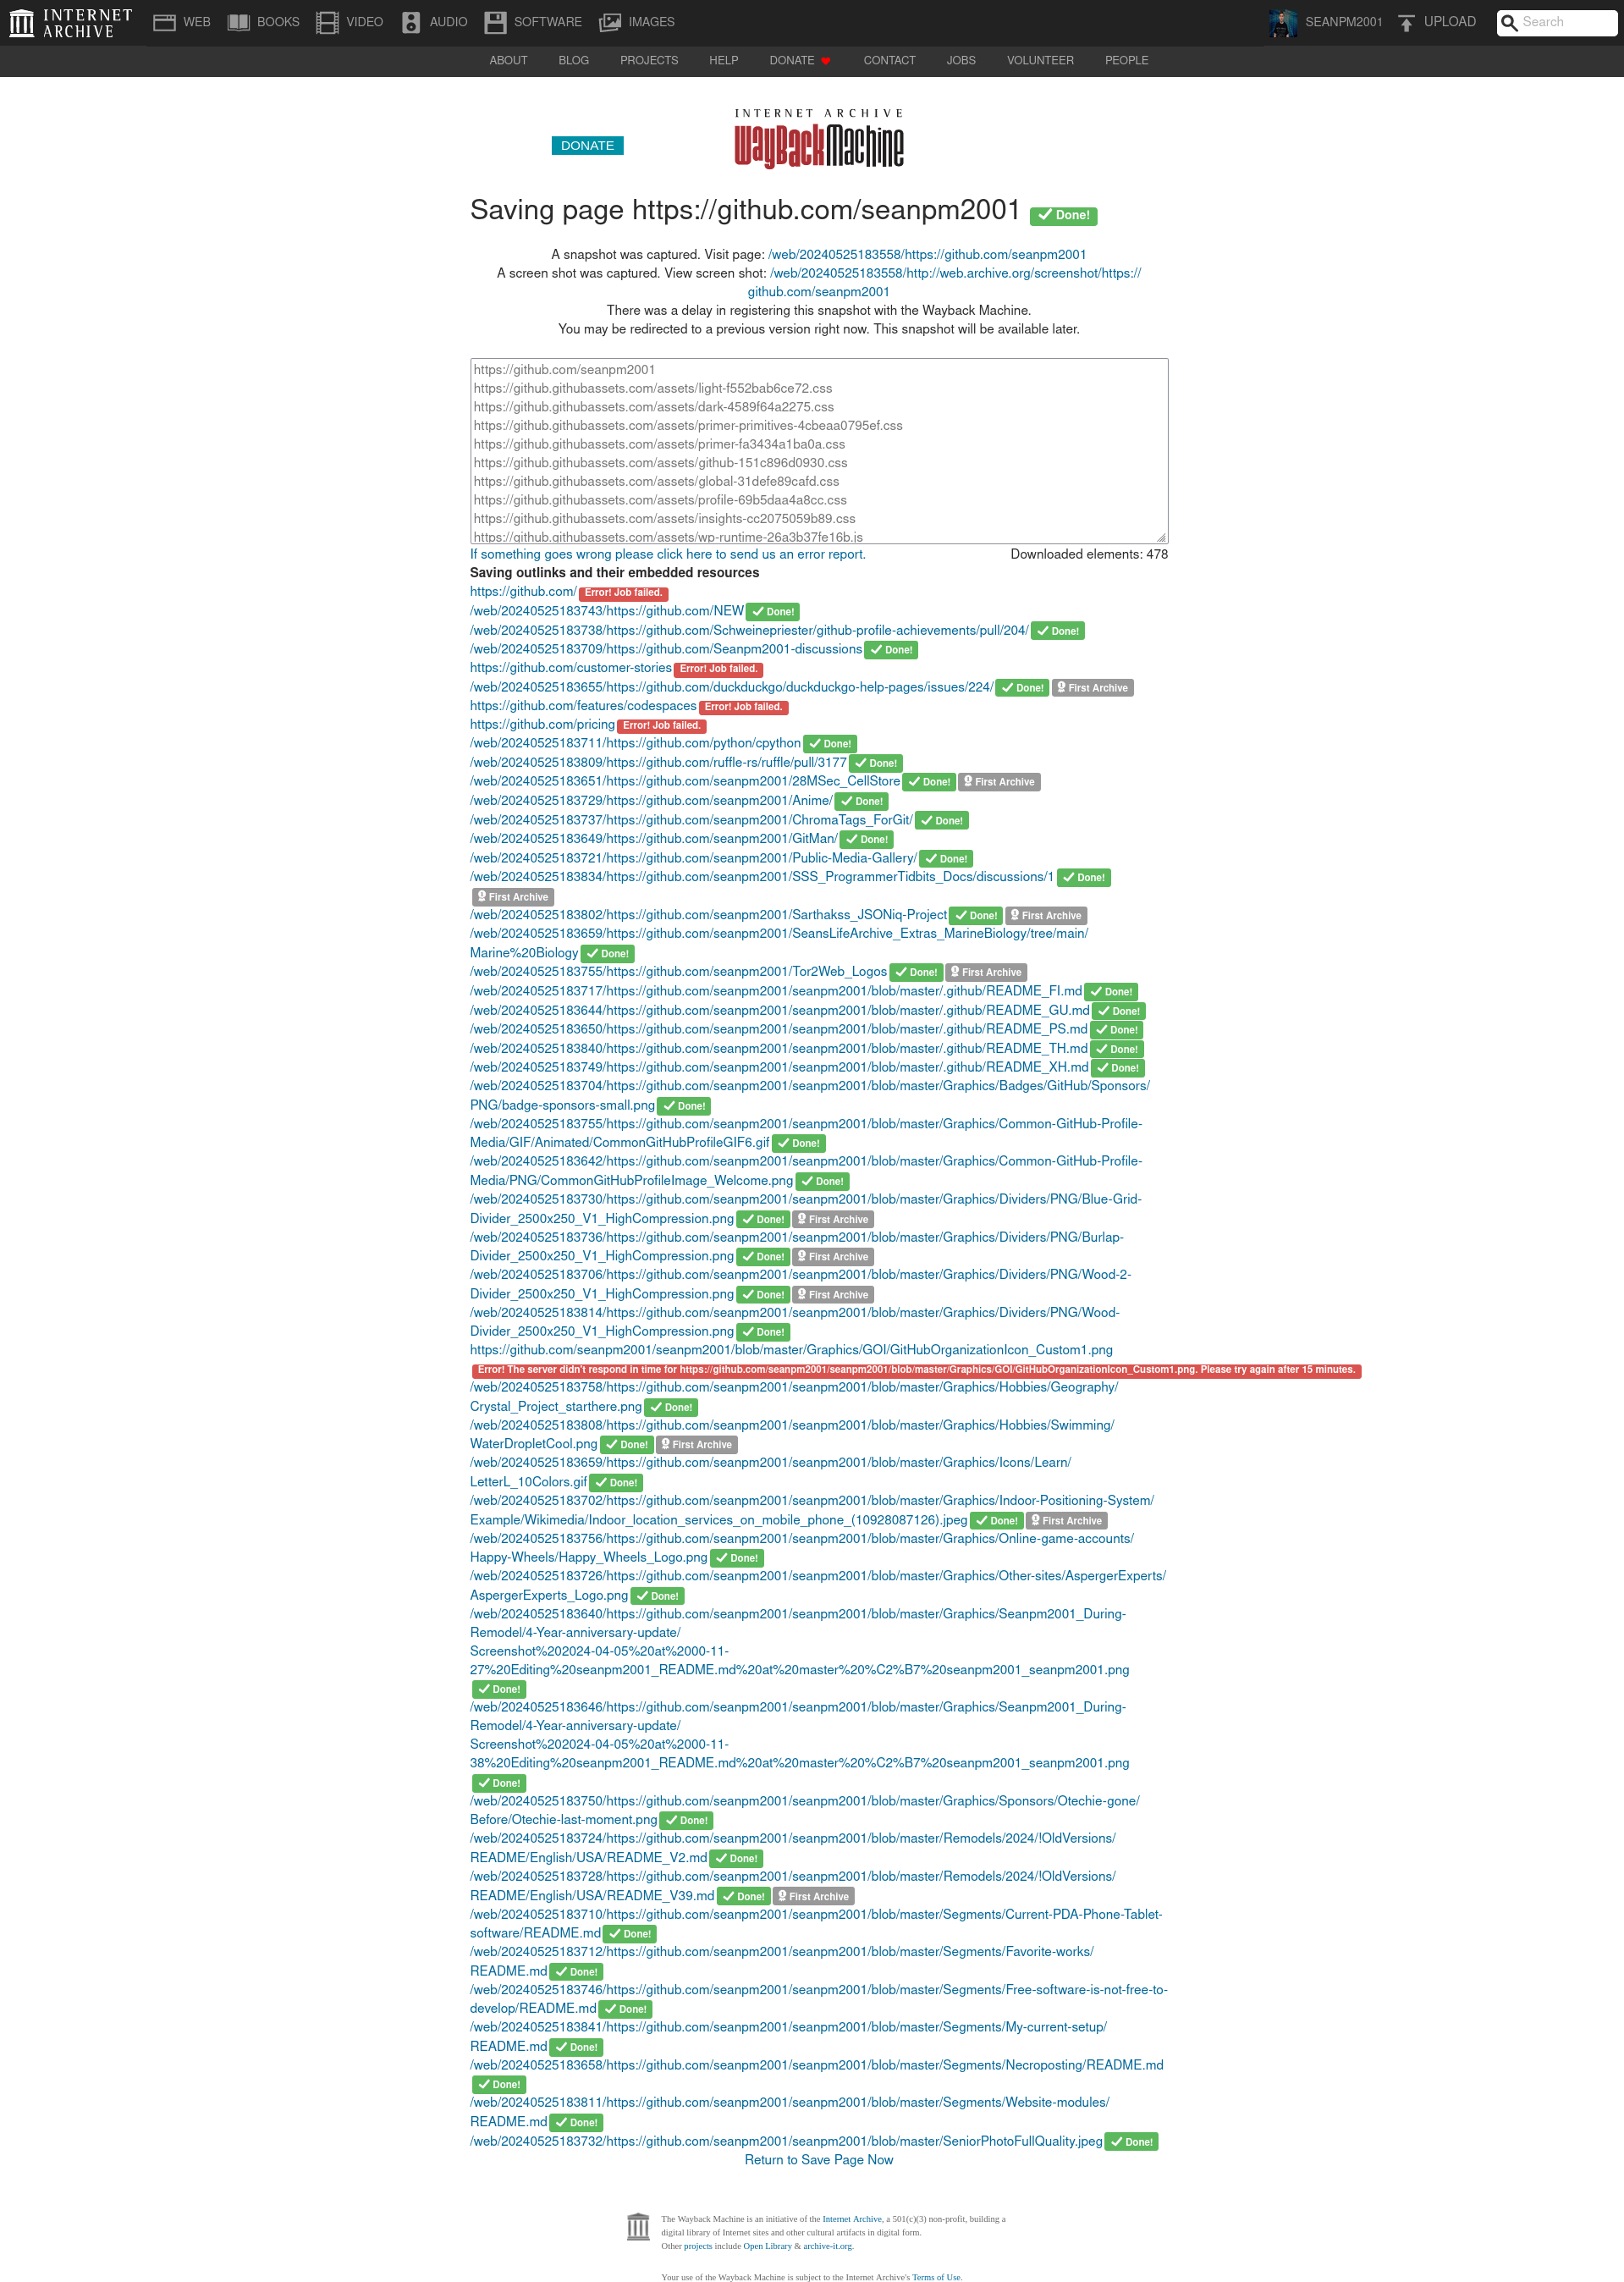 INTERNET ARCHIVE
WEB BOOKS VIDEO AUDIO SOFTWARE IMAGES SEANPM2001 UPLOAD Search
ABOUT BLOG PROJECTS HELP DONATE CONTACT JOBS VOLUNTEER PEOPLE
INTERNET ARCHIVE
DONATE WayBackMachine
Saving page https://github.com/seanpm2001 Done!
A snapshot was captured. Visit page: /web/20240525183558/https://github.com/seanpm2001
A screen shot was captured. View screen shot: /web/20240525183558/http://web.archive.org/screenshot/https://
github.com/seanpm2001
There was a delay in registering this snapshot with the Wayback Machine.
You may be redirected to a previous version right now. This snapshot will be available later.
https://github.com/seanpm2001
https://github.githubassets.com/assets/light-f552bab6ce72.css
https://github.githubassets.com/assets/dark-4589f64a2275.css
https://github.githubassets.com/assets/primer-primitives-4cbeaa0795ef.css
https://github.githubassets.com/assets/primer-fa3434a1ba0a.css
https://github.githubassets.com/assets/github-151c896d0930.css
https://github.githubassets.com/assets/global-31defe89cafd.css
https://github.githubassets.com/assets/profile-69b5daa4a8cc.css
https://github.githubassets.com/assets/insights-cc2075059b89.css
https://github.githubassets.com/assets/wp-runtime-26a3b37fe16b.js
If something goes wrong please click here to send us an error report. Downloaded elements: 478
Saving outlinks and their embedded resources
https://github.com/ Error! Job failed.
/web/20240525183743/https://github.com/NEW Done!
/web/20240525183738/https://github.com/Schweinepriester/github-profile-achievements/pull/204/ Done!
/web/20240525183709/https://github.com/Seanpm2001-discussions Done!
https://github.com/customer-stories Error! Job failed.
/web/20240525183655/https://github.com/duckduckgo/duckduckgo-help-pages/issues/224/ Done! First Archive
https://github.com/features/codespaces Error! Job failed.
https://github.com/pricing Error! Job failed.
/web/20240525183711/https://github.com/python/cpython Done!
/web/20240525183809/https://github.com/ruffle-rs/ruffle/pull/3177 Done!
/web/20240525183651/https://github.com/seanpm2001/28MSec_CellStore Done! First Archive
/web/20240525183729/https://github.com/seanpm2001/Anime/ Done!
/web/20240525183737/https://github.com/seanpm2001/ChromaTags_ForGit/ Done!
/web/20240525183649/https://github.com/seanpm2001/GitMan/ Done!
/web/20240525183721/https://github.com/seanpm2001/Public-Media-Gallery/ Done!
/web/20240525183834/https://github.com/seanpm2001/SSS_ProgrammerTidbits_Docs/discussions/1 Done!
First Archive
/web/20240525183802/https://github.com/seanpm2001/Sarthakss_JSONiq-Project Done! First Archive
/web/20240525183659/https://github.com/seanpm2001/SeansLifeArchive_Extras_MarineBiology/tree/main/
Marine%20Biology Done!
/web/20240525183755/https://github.com/seanpm2001/Tor2Web_Logos Done! First Archive
/web/20240525183717/https://github.com/seanpm2001/seanpm2001/blob/master/.github/README_FI.md Done!
/web/20240525183644/https://github.com/seanpm2001/seanpm2001/blob/master/.github/README_GU.md Done!
/web/20240525183650/https://github.com/seanpm2001/seanpm2001/blob/master/.github/README_PS.md Done!
/web/20240525183840/https://github.com/seanpm2001/seanpm2001/blob/master/.github/README_TH.md Done!
/web/20240525183749/https://github.com/seanpm2001/seanpm2001/blob/master/.github/README_XH.md Done!
/web/20240525183704/https://github.com/seanpm2001/seanpm2001/blob/master/Graphics/Badges/GitHub/Sponsors/
PNG/badge-sponsors-small.png Done!
/web/20240525183755/https://github.com/seanpm2001/seanpm2001/blob/master/Graphics/Common-GitHub-Profile-
Media/GIF/Animated/CommonGitHubProfileGIF6.gif Done!
/web/20240525183642/https://github.com/seanpm2001/seanpm2001/blob/master/Graphics/Common-GitHub-Profile-
Media/PNG/CommonGitHubProfileImage_Welcome.png Done!
/web/20240525183730/https://github.com/seanpm2001/seanpm2001/blob/master/Graphics/Dividers/PNG/Blue-Grid-
Divider_2500x250_V1_HighCompression.png Done! First Archive
/web/20240525183736/https://github.com/seanpm2001/seanpm2001/blob/master/Graphics/Dividers/PNG/Burlap-
Divider_2500x250_V1_HighCompression.png Done! First Archive
/web/20240525183706/https://github.com/seanpm2001/seanpm2001/blob/master/Graphics/Dividers/PNG/Wood-2-
Divider_2500x250_V1_HighCompression.png Done! First Archive
/web/20240525183814/https://github.com/seanpm2001/seanpm2001/blob/master/Graphics/Dividers/PNG/Wood-
Divider_2500x250_V1_HighCompression.png Done!
https://github.com/seanpm2001/seanpm2001/blob/master/Graphics/GOI/GitHubOrganizationIcon_Custom1.png
Error! The server didn't respond in time for https://github.com/seanpm2001/seanpm2001/blob/master/Graphics/GOI/GitHubOrganizationIcon_Custom1.png. Please try again after 15 minutes.
/web/20240525183758/https://github.com/seanpm2001/seanpm2001/blob/master/Graphics/Hobbies/Geography/
Crystal_Project_starthere.png Done!
/web/20240525183808/https://github.com/seanpm2001/seanpm2001/blob/master/Graphics/Hobbies/Swimming/
WaterDropletCool.png Done! First Archive
/web/20240525183659/https://github.com/seanpm2001/seanpm2001/blob/master/Graphics/Icons/Learn/
LetterL_10Colors.gif Done!
/web/20240525183702/https://github.com/seanpm2001/seanpm2001/blob/master/Graphics/Indoor-Positioning-System/
Example/Wikimedia/Indoor_location_services_on_mobile_phone_(10928087126).jpeg Done! First Archive
/web/20240525183756/https://github.com/seanpm2001/seanpm2001/blob/master/Graphics/Online-game-accounts/
Happy-Wheels/Happy_Wheels_Logo.png Done!
/web/20240525183726/https://github.com/seanpm2001/seanpm2001/blob/master/Graphics/Other-sites/AspergerExperts/
AspergerExperts_Logo.png Done!
/web/20240525183640/https://github.com/seanpm2001/seanpm2001/blob/master/Graphics/Seanpm2001_During-
Remodel/4-Year-anniversary-update/
Screenshot%202024-04-05%20at%2000-11-
27%20Editing%20seanpm2001_README.md%20at%20master%20%C2%B7%20seanpm2001_seanpm2001.png
Done!
/web/20240525183646/https://github.com/seanpm2001/seanpm2001/blob/master/Graphics/Seanpm2001_During-
Remodel/4-Year-anniversary-update/
Screenshot%202024-04-05%20at%2000-11-
38%20Editing%20seanpm2001_README.md%20at%20master%20%C2%B7%20seanpm2001_seanpm2001.png
Done!
/web/20240525183750/https://github.com/seanpm2001/seanpm2001/blob/master/Graphics/Sponsors/Otechie-gone/
Before/Otechie-last-moment.png Done!
/web/20240525183724/https://github.com/seanpm2001/seanpm2001/blob/master/Remodels/2024/!OldVersions/
README/English/USA/README_V2.md Done!
/web/20240525183728/https://github.com/seanpm2001/seanpm2001/blob/master/Remodels/2024/!OldVersions/
README/English/USA/README_V39.md Done! First Archive
/web/20240525183710/https://github.com/seanpm2001/seanpm2001/blob/master/Segments/Current-PDA-Phone-Tablet-
software/README.md Done!
/web/20240525183712/https://github.com/seanpm2001/seanpm2001/blob/master/Segments/Favorite-works/
README.md Done!
/web/20240525183746/https://github.com/seanpm2001/seanpm2001/blob/master/Segments/Free-software-is-not-free-to-
develop/README.md Done!
/web/20240525183841/https://github.com/seanpm2001/seanpm2001/blob/master/Segments/My-current-setup/
README.md Done!
/web/20240525183658/https://github.com/seanpm2001/seanpm2001/blob/master/Segments/Necroposting/README.md
Done!
/web/20240525183811/https://github.com/seanpm2001/seanpm2001/blob/master/Segments/Website-modules/
README.md Done!
/web/20240525183732/https://github.com/seanpm2001/seanpm2001/blob/master/SeniorPhotoFullQuality.jpeg Done!
Return to Save Page Now
The Wayback Machine is an initiative of the Internet Archive, a 501(c)(3) non-profit, building a
digital library of Internet sites and other cultural artifacts in digital form.
Other projects include Open Library & archive-it.org.
Your use of the Wayback Machine is subject to the Internet Archive's Terms of Use.